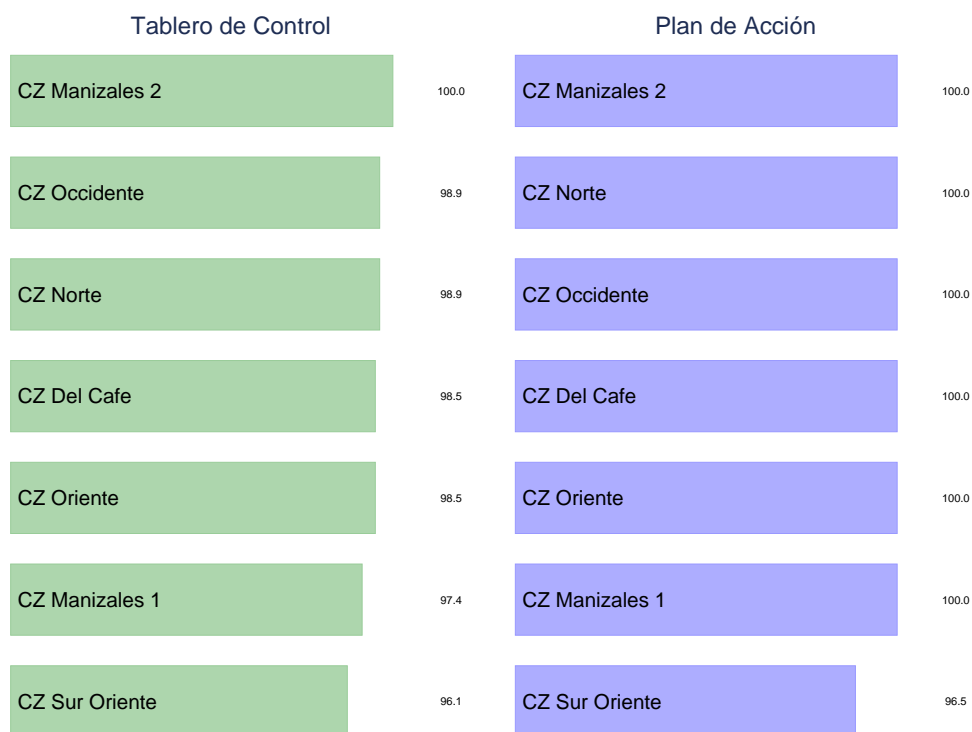 Tablero de Control
CZ Manizales 2 100.0
CZ Occidente 98.9
CZ Norte 98.9
CZ Del Cafe 98.5
CZ Oriente 98.5
CZ Manizales 1 97.4
CZ Sur Oriente 96.1
Plan de Acción
CZ Manizales 2 100.0
CZ Norte 100.0
CZ Occidente 100.0
CZ Del Cafe 100.0
CZ Oriente 100.0
CZ Manizales 1 100.0
CZ Sur Oriente 96.5